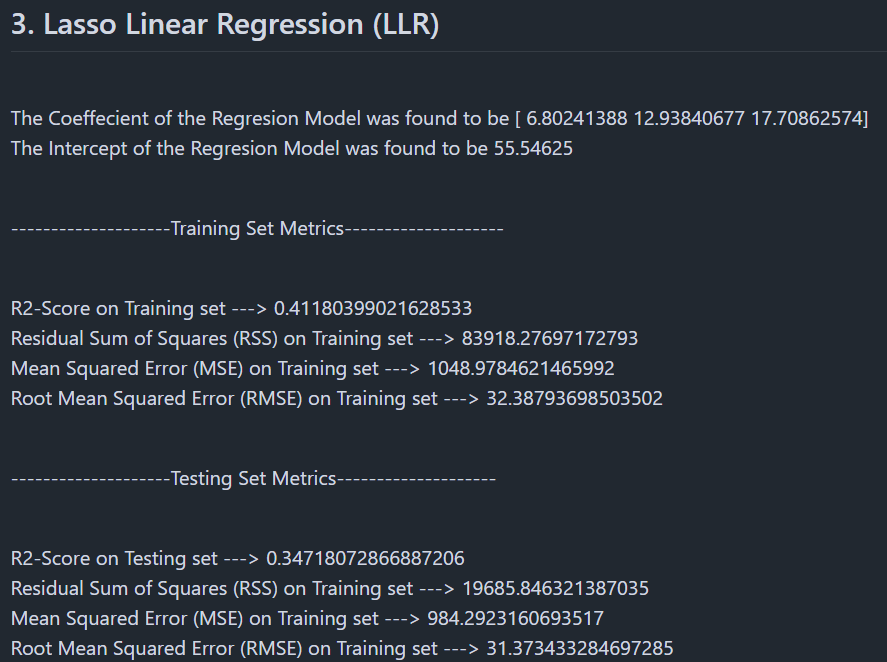 3. Lasso Linear Regression (LLR)
The Coeffecient of the Regresion Model was found to be [ 6.80241388 12.93840677 17.70862574]
The Intercept of the Regresion Model was found to be 55.54625
--------------------Training Set Metrics--------------------
R2-Score on Training set ---> 0.41180399021628533
Residual Sum of Squares (RSS) on Training set ---> 83918.27697172793
Mean Squared Error (MSE) on Training set ---> 1048.9784621465992
Root Mean Squared Error (RMSE) on Training set ---> 32.38793698503502
--------------------Testing Set Metrics--------------------
R2-Score on Testing set ---> 0.34718072866887206
Residual Sum of Squares (RSS) on Training set ---> 19685.846321387035
Mean Squared Error (MSE) on Training set ---> 984.2923160693517
Root Mean Squared Error (RMSE) on Training set ---> 31.373433284697285